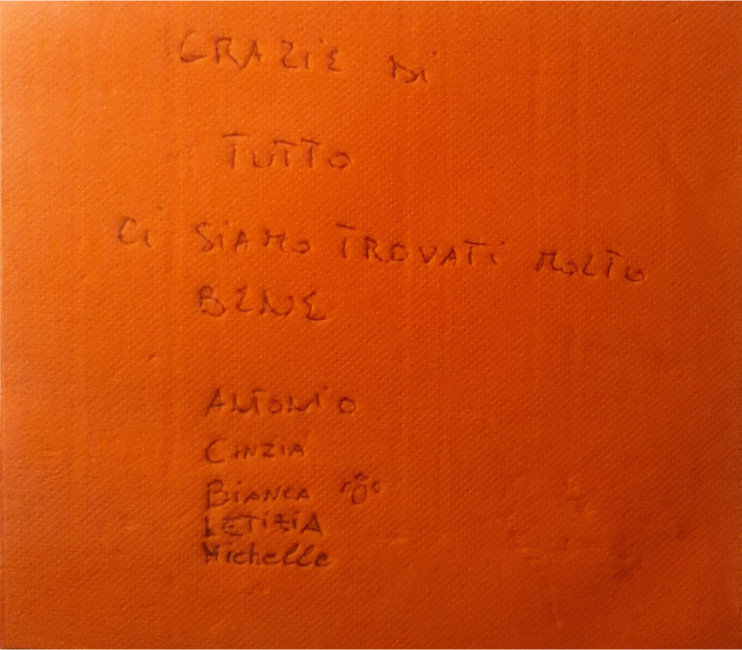 GRAZIE DI
TUTTO
Ci SiAMO TROVATi MOLTO
BENE
ANTONIO
CINZIA
BIANCA
LETIZIA
Michelle